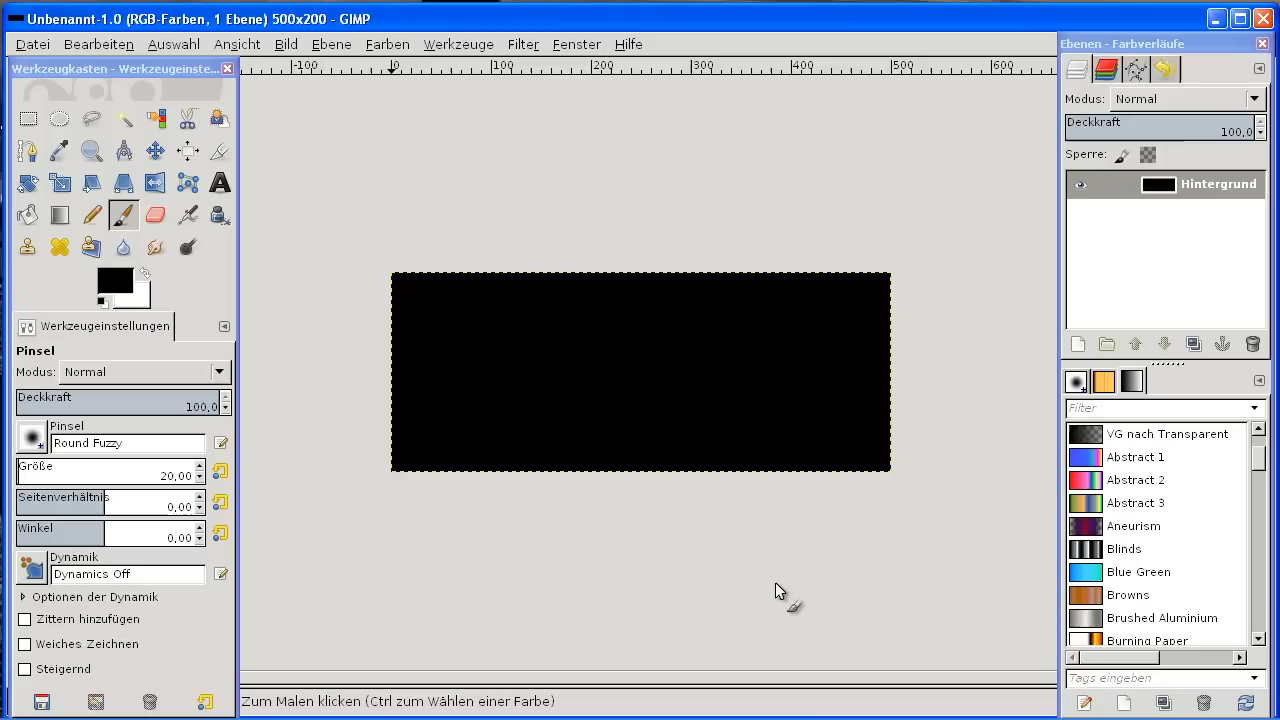 Unbenannt-1.0 (RGB-Farben, 1 Ebene) 500x200 - GIMP
Datei Bearbeiten Auswahl Ansicht Bild Ebene Farben Werkzeuge Filter Fenster Hilfe
Werkzeugkasten - Werkzeugeinste...
-100 0 100 200 300 400 500 600
Werkzeugeinstellungen
Pinsel
Modus: Normal
Deckkraft
100,0
Pinsel
Round Fuzzy
Größe
20,00
Seitenverhältnis
0,00
Winkel
0,00
Dynamik
Dynamics Off
Optionen der Dynamik
Zittern hinzufügen
Weiches Zeichnen
Steigernd
Zum Malen klicken (Ctrl zum Wählen einer Farbe)
Ebenen - Farbverläufe
Modus: Normal
Deckkraft
100,0
Sperre:
Hintergrund
Filter
VG nach Transparent
Abstract 1
Abstract 2
Abstract 3
Aneurism
Blinds
Blue Green
Browns
Brushed Aluminium
Burning Paper
Tags eingeben